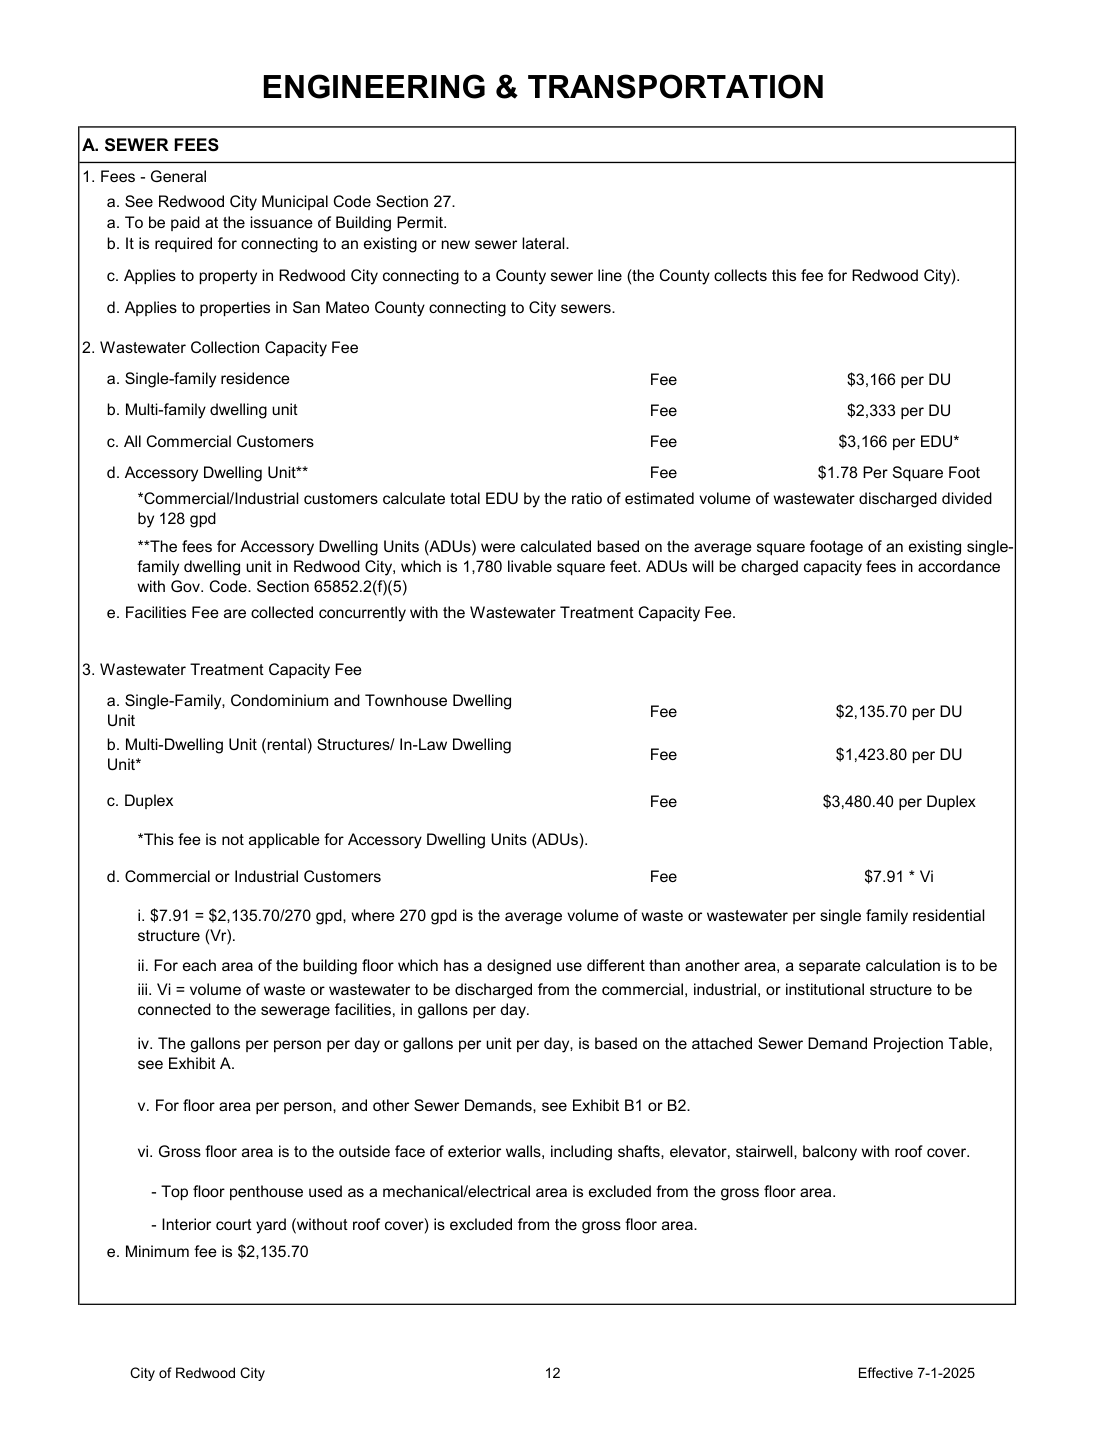 ENGINEERING & TRANSPORTATION
A. SEWER FEES
1. Fees - General
a. See Redwood City Municipal Code Section 27.
a. To be paid at the issuance of Building Permit.
b. It is required for connecting to an existing or new sewer lateral.
c. Applies to property in Redwood City connecting to a County sewer line (the County collects this fee for Redwood City).
d. Applies to properties in San Mateo County connecting to City sewers.
2. Wastewater Collection Capacity Fee
a. Single-family residence Fee $3,166 per DU
b. Multi-family dwelling unit Fee $2,333 per DU
c. All Commercial Customers Fee $3,166 per EDU*
d. Accessory Dwelling Unit** Fee $1.78 Per Square Foot
*Commercial/Industrial customers calculate total EDU by the ratio of estimated volume of wastewater discharged divided
by 128 gpd
**The fees for Accessory Dwelling Units (ADUs) were calculated based on the average square footage of an existing single-
family dwelling unit in Redwood City, which is 1,780 livable square feet. ADUs will be charged capacity fees in accordance
with Gov. Code. Section 65852.2(f)(5)
e. Facilities Fee are collected concurrently with the Wastewater Treatment Capacity Fee.
3. Wastewater Treatment Capacity Fee
a. Single-Family, Condominium and Townhouse Dwelling
Unit Fee $2,135.70 per DU
b. Multi-Dwelling Unit (rental) Structures/ In-Law Dwelling
Unit* Fee $1,423.80 per DU
c. Duplex Fee $3,480.40 per Duplex
*This fee is not applicable for Accessory Dwelling Units (ADUs).
d. Commercial or Industrial Customers Fee $7.91 * Vi
i. $7.91 = $2,135.70/270 gpd, where 270 gpd is the average volume of waste or wastewater per single family residential
structure (Vr).
ii. For each area of the building floor which has a designed use different than another area, a separate calculation is to be
iii. Vi = volume of waste or wastewater to be discharged from the commercial, industrial, or institutional structure to be
connected to the sewerage facilities, in gallons per day.
iv. The gallons per person per day or gallons per unit per day, is based on the attached Sewer Demand Projection Table,
see Exhibit A.
v. For floor area per person, and other Sewer Demands, see Exhibit B1 or B2.
vi. Gross floor area is to the outside face of exterior walls, including shafts, elevator, stairwell, balcony with roof cover.
- Top floor penthouse used as a mechanical/electrical area is excluded from the gross floor area.
- Interior court yard (without roof cover) is excluded from the gross floor area.
e. Minimum fee is $2,135.70
City of Redwood City 12 Effective 7-1-2025